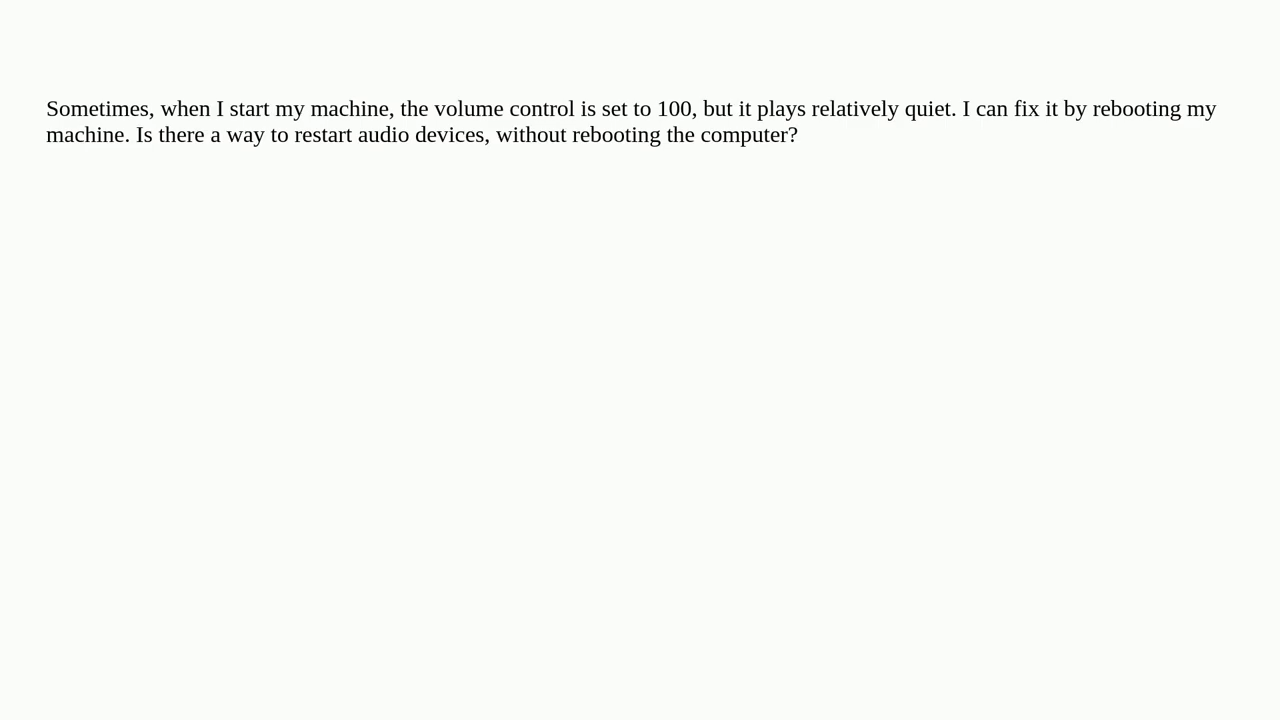 Sometimes, when I start my machine, the volume control is set to 100, but it plays relatively quiet. I can fix it by rebooting my
machine. Is there a way to restart audio devices, without rebooting the computer?